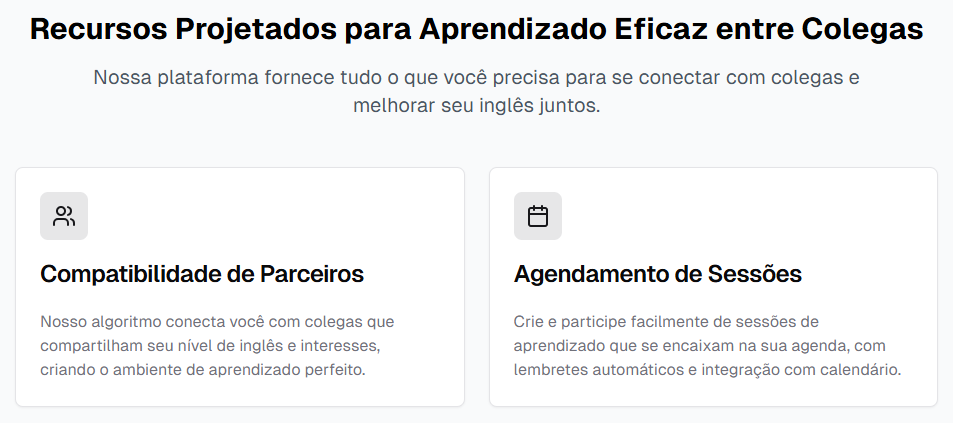 Recursos Projetados para Aprendizado Eficaz entre Colegas
Nossa plataforma fornece tudo o que você precisa para se conectar com colegas e
melhorar seu inglês juntos.
Compatibilidade de Parceiros
Nosso algoritmo conecta você com colegas que
compartilham seu nível de inglês e interesses,
criando o ambiente de aprendizado perfeito.
Agendamento de Sessões
Crie e participe facilmente de sessões de
aprendizado que se encaixam na sua agenda, com
lembretes automáticos e integração com calendário.